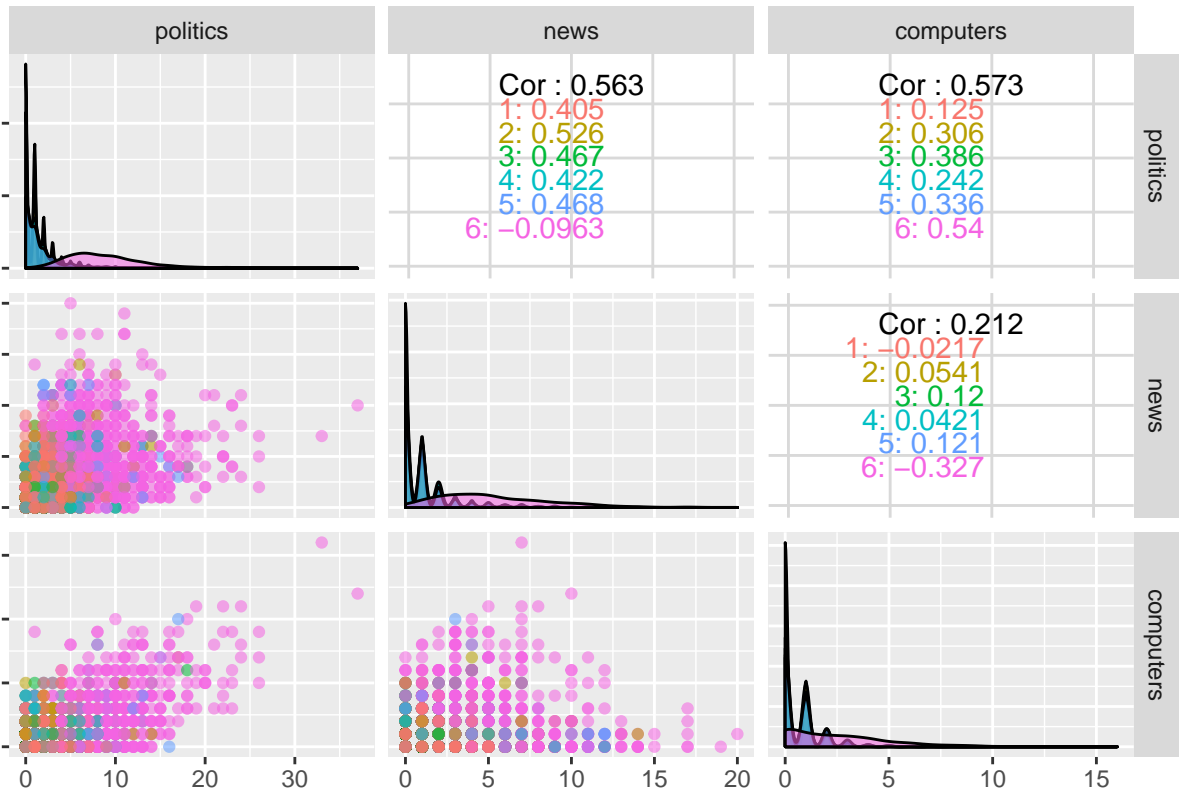 politics
news
computers
Cor : 0.563
1: 0.405
2: 0.526
3: 0.467
4: 0.422
5: 0.468
6: −0.0963
Cor : 0.573
1: 0.125
2: 0.306
3: 0.386
4: 0.242
5: 0.336
6: 0.54
politics
Cor : 0.212
1: −0.0217
2: 0.0541
3: 0.12
4: 0.0421
5: 0.121
6: −0.327
news
computers
0 10 20 30
0 5 10 15 20
0 5 10 15